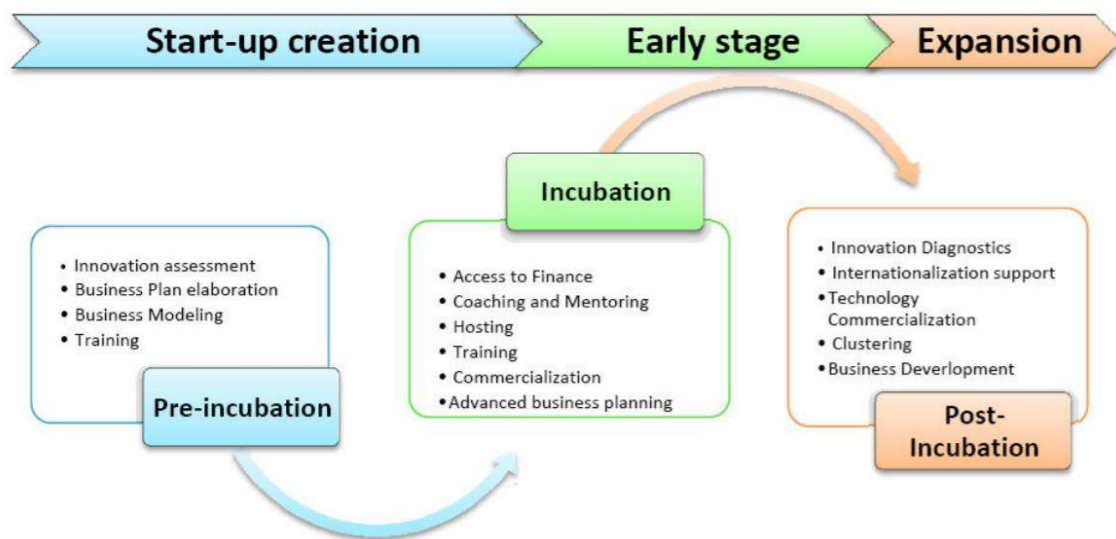 Start-up creation
Early stage
Expansion
• Innovation assessment
• Business Plan elaboration
• Business Modeling
• Training
Pre-incubation
Incubation
• Access to Finance
• Coaching and Mentoring
• Hosting
• Training
• Commercialization
•Advanced business planning
• Innovation Diagnostics
• Internationalization support
•Technology
Commercialization
• Clustering
•Business Deverlopment
Post-
Incubation